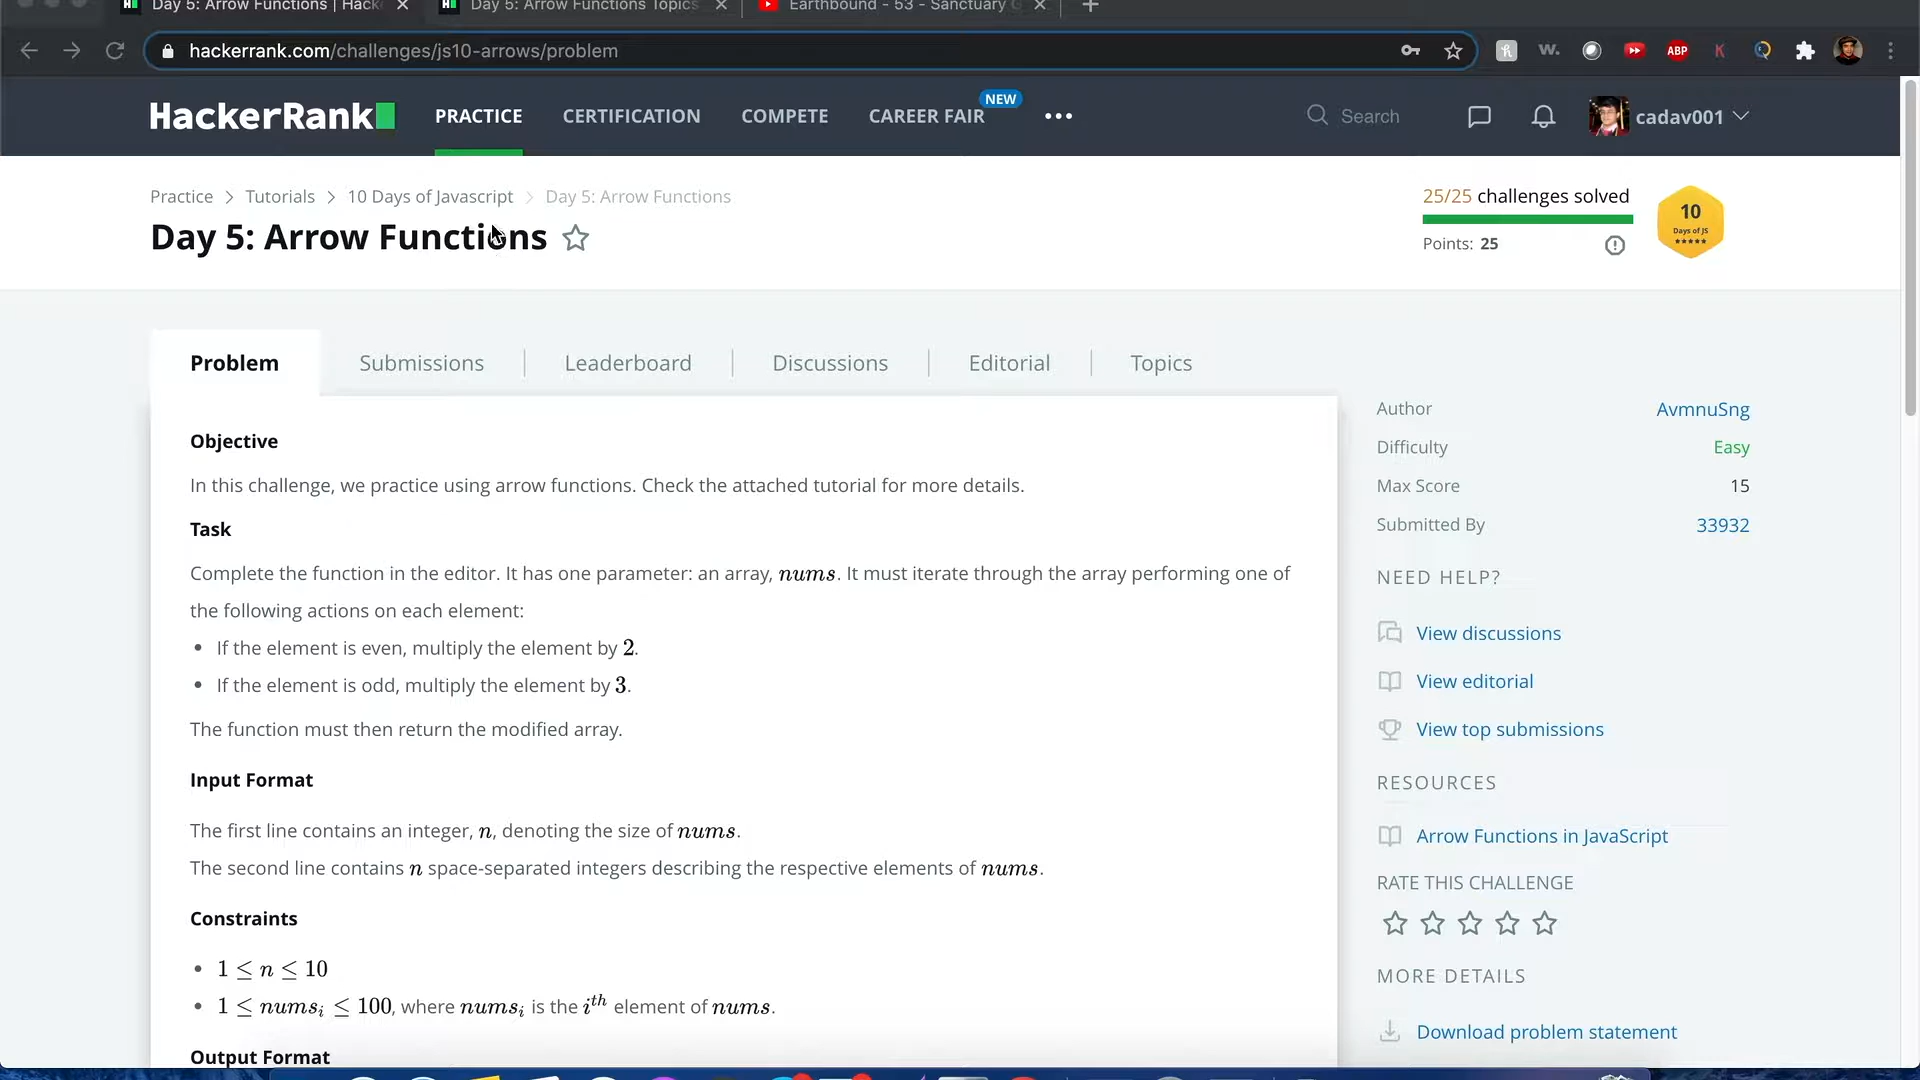 Day 5: Arrow Functions | Hack
Day 5: Arrow Functions Topics
Earthbound - 53 - Sanctuary G
hackerrank.com/challenges/js10-arrows/problem
ABP
HackerRank
PRACTICE
CERTIFICATION
COMPETE
CAREER FAIR
NEW
Search
cadav001
Practice > Tutorials > 10 Days of Javascript > Day 5: Arrow Functions
Day 5: Arrow Functions
25/25 challenges solved
Points: 25
10
Days of JS
Problem
Submissions
Leaderboard
Discussions
Editorial
Topics
Objective
In this challenge, we practice using arrow functions. Check the attached tutorial for more details.
Task
Complete the function in the editor. It has one parameter: an array, nums. It must iterate through the array performing one of
the following actions on each element:
• If the element is even, multiply the element by 2.
• If the element is odd, multiply the element by 3.
The function must then return the modified array.
Input Format
The first line contains an integer, n, denoting the size of nums.
The second line contains n space-separated integers describing the respective elements of nums.
Constraints
• 1 ≤ n ≤ 10
• 1 ≤ numsᵢ ≤ 100, where numsᵢ is the iᵗʰ element of nums.
Output Format
Author AvmnuSng
Difficulty Easy
Max Score 15
Submitted By 33932
NEED HELP?
View discussions
View editorial
View top submissions
RESOURCES
Arrow Functions in JavaScript
RATE THIS CHALLENGE
MORE DETAILS
Download problem statement